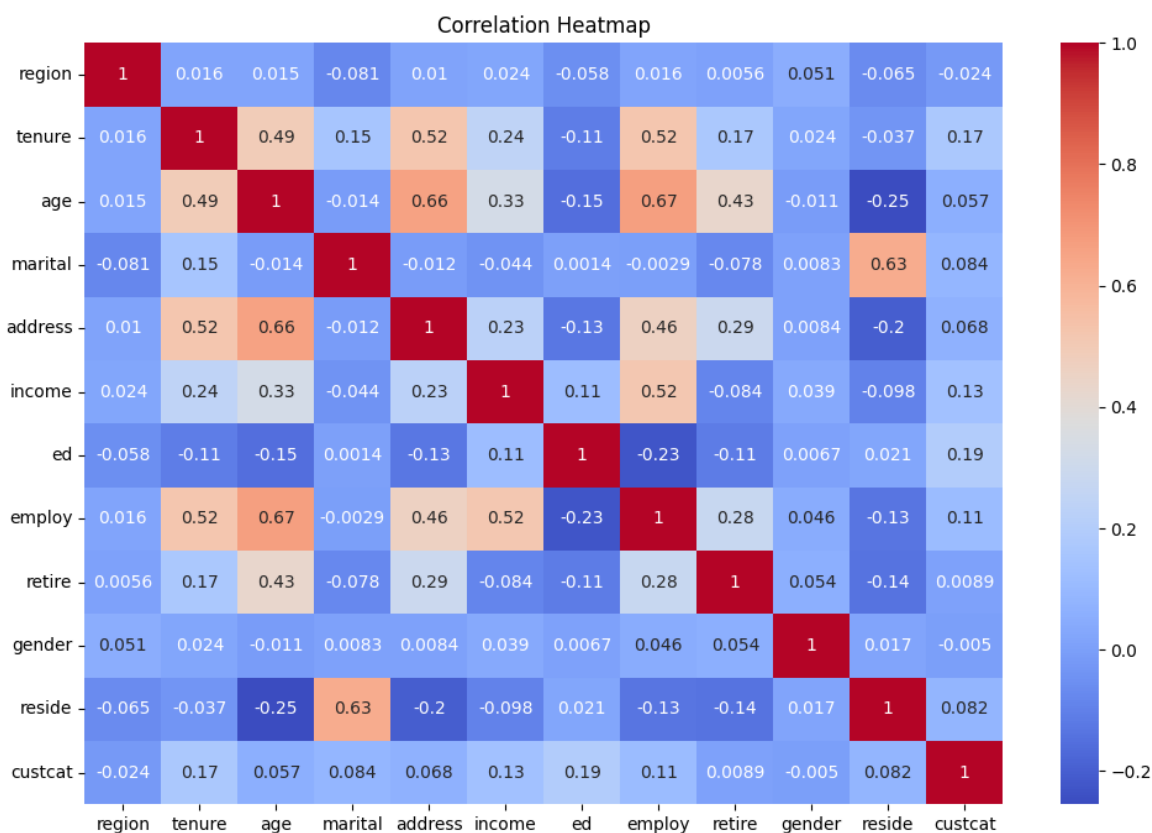 Correlation Heatmap
region 1 0.016 0.015 -0.081 0.01 0.024 -0.058 0.016 0.0056 0.051 -0.065 -0.024
tenure 0.016 1 0.49 0.15 0.52 0.24 -0.11 0.52 0.17 0.024 -0.037 0.17
age 0.015 0.49 1 -0.014 0.66 0.33 -0.15 0.67 0.43 -0.011 -0.25 0.057
marital -0.081 0.15 -0.014 1 -0.012 -0.044 0.0014 -0.0029 -0.078 0.0083 0.63 0.084
address 0.01 0.52 0.66 -0.012 1 0.23 -0.13 0.46 0.29 0.0084 -0.2 0.068
income 0.024 0.24 0.33 -0.044 0.23 1 0.11 0.52 -0.084 0.039 -0.098 0.13
ed -0.058 -0.11 -0.15 0.0014 -0.13 0.11 1 -0.23 -0.11 0.0067 0.021 0.19
employ 0.016 0.52 0.67 -0.0029 0.46 0.52 -0.23 1 0.28 0.046 -0.13 0.11
retire 0.0056 0.17 0.43 -0.078 0.29 -0.084 -0.11 0.28 1 0.054 -0.14 0.0089
gender 0.051 0.024 -0.011 0.0083 0.0084 0.039 0.0067 0.046 0.054 1 0.017 -0.005
reside -0.065 -0.037 -0.25 0.63 -0.2 -0.098 0.021 -0.13 -0.14 0.017 1 0.082
custcat -0.024 0.17 0.057 0.084 0.068 0.13 0.19 0.11 0.0089 -0.005 0.082 1
region tenure age marital address income ed employ retire gender reside custcat
1.0
0.8
0.6
0.4
0.2
0.0
−0.2